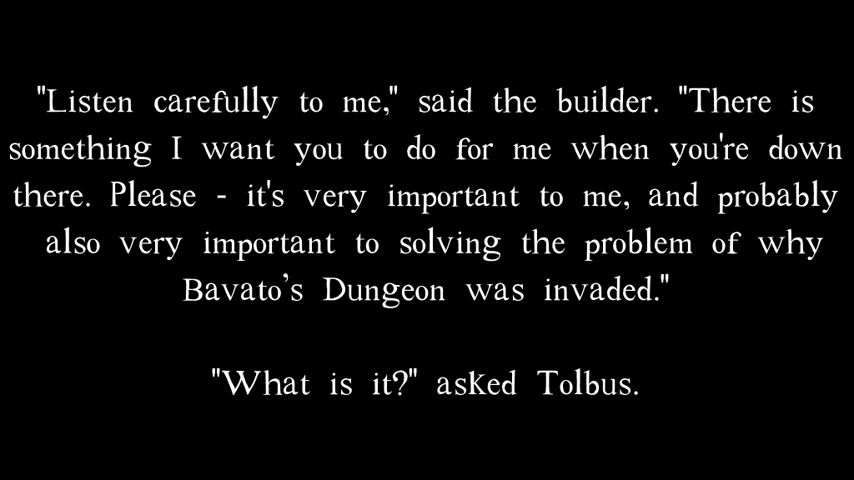 "Listen carefully to me," said the builder. "There is
something I want you to do for me when you're down
there. Please - it's very important to me, and probably
also very important to solving the problem of why
Bavato’s Dungeon was invaded."
"What is it?" asked Tolbus.